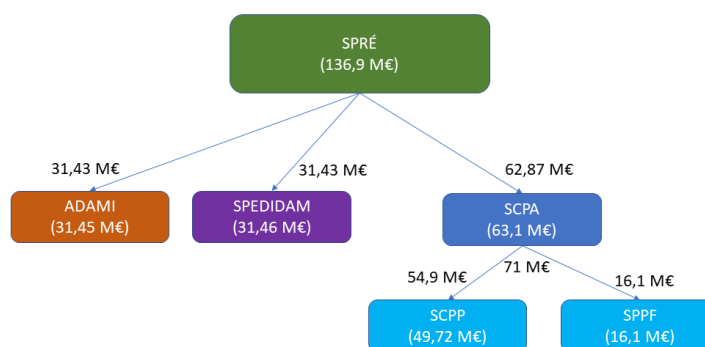 SPRÉ
(136,9 M€)
31,43 M€
31,43 M€
62,87 M€
ADAMI
(31,45 M€)
SPEDIDAM
(31,46 M€)
SCPA
(63,1 M€)
54,9 M€
71 M€
16,1 M€
SCPP
(49,72 M€)
SPPF
(16,1 M€)